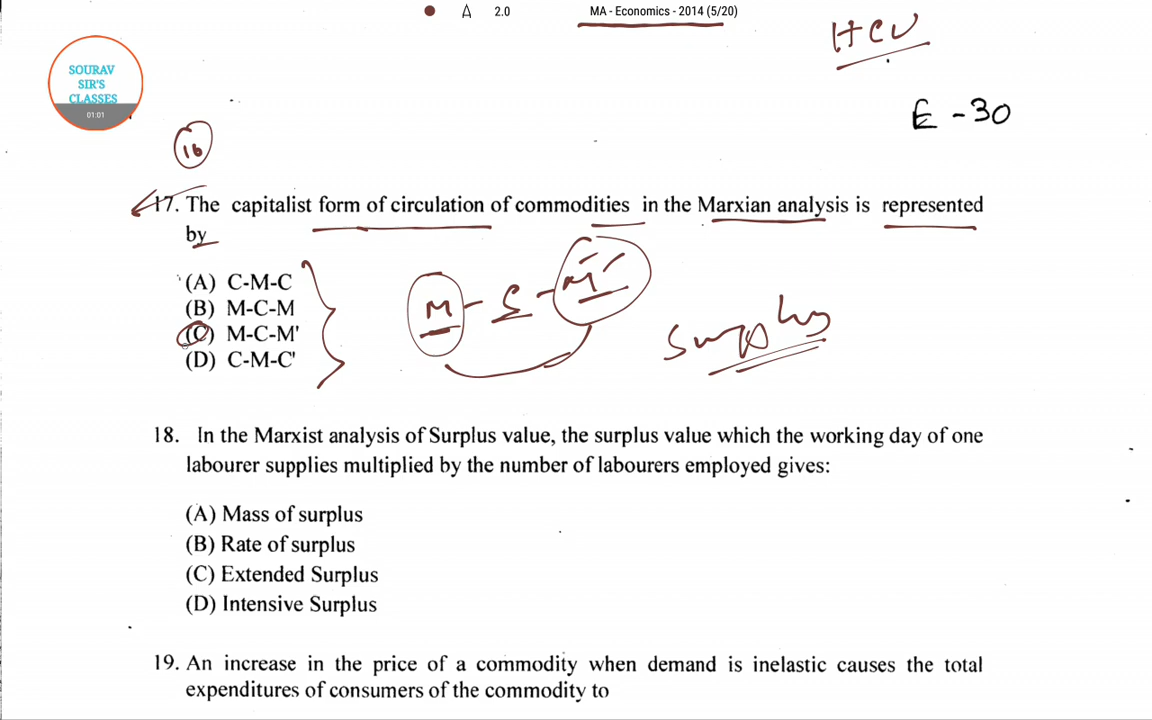 A 2.0 MA - Economics - 2014 (5/20)
HCU
SOURAV
SIR'S
CLASSES
01:01
E - 30
16
17. The capitalist form of circulation of commodities in the Marxian analysis is represented
by
(A) C-M-C
(B) M-C-M
(C) M-C-M'
(D) C-M-C'
M - C - M'
Surplus
18. In the Marxist analysis of Surplus value, the surplus value which the working day of one
labourer supplies multiplied by the number of labourers employed gives:
(A) Mass of surplus
(B) Rate of surplus
(C) Extended Surplus
(D) Intensive Surplus
19. An increase in the price of a commodity when demand is inelastic causes the total
expenditures of consumers of the commodity to